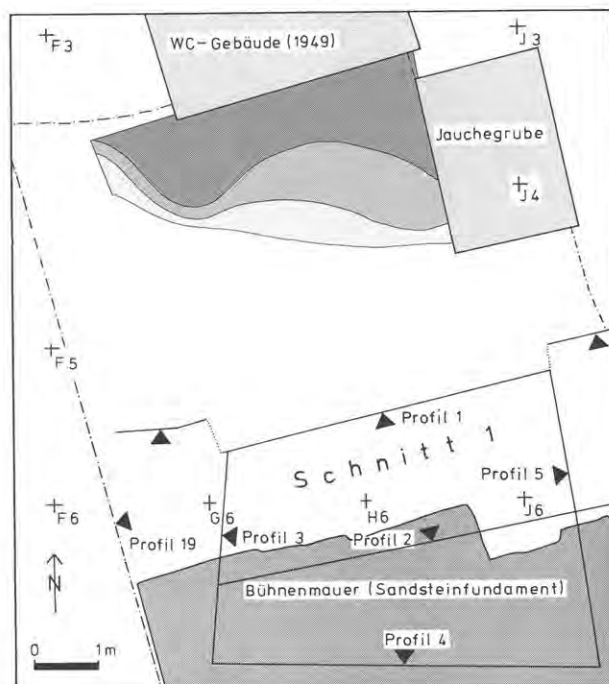 F3
WC-Gebäude (1949)
J3
Jauchegrube
J4
F5
Profil 1
Schnitt 1
Profil 5
F6
G6
H6
J6
Profil 19
Profil 3
Profil 2
N
Bühnenmauer (Sandsteinfundament)
Profil 4
0 1m